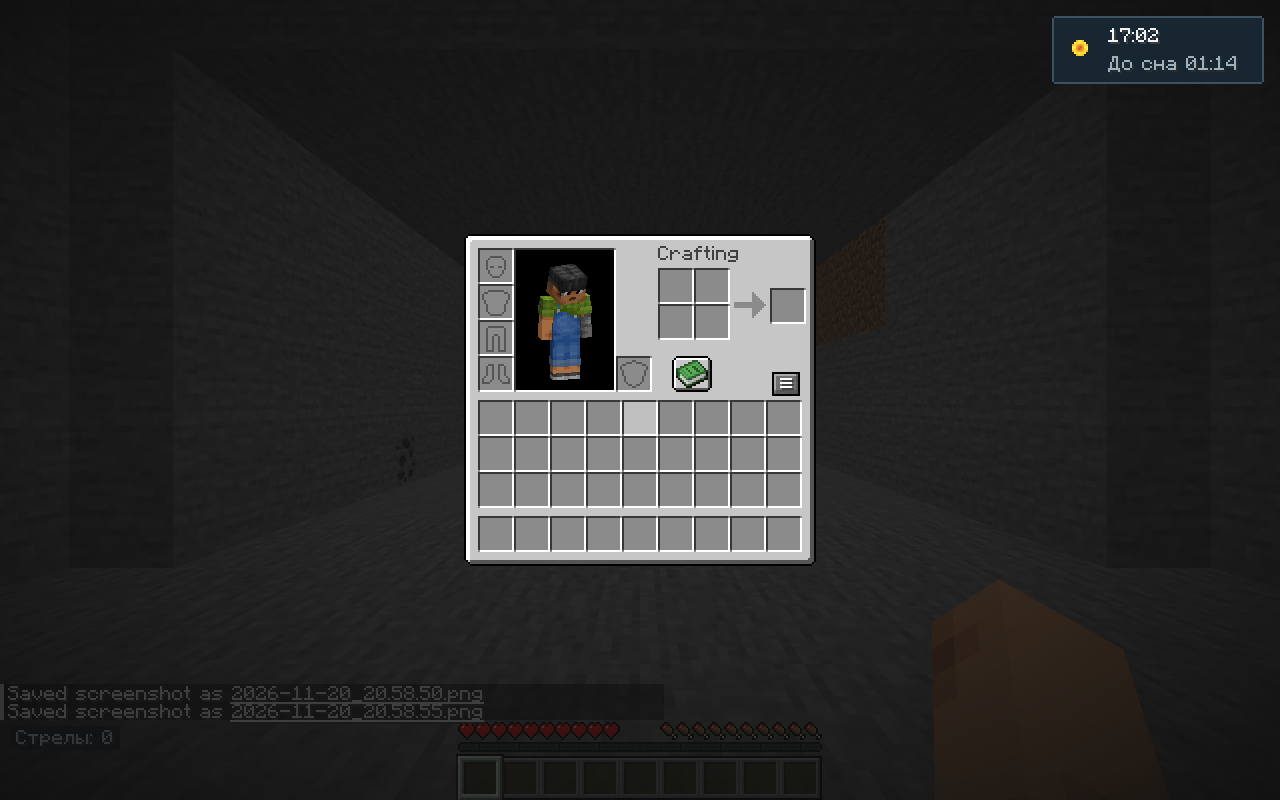 17:02
До сна 01:14
Crafting
Saved screenshot as 2026-11-20_20.58.50.png
Saved screenshot as 2026-11-20_20.58.55.png
Стрелы: 0